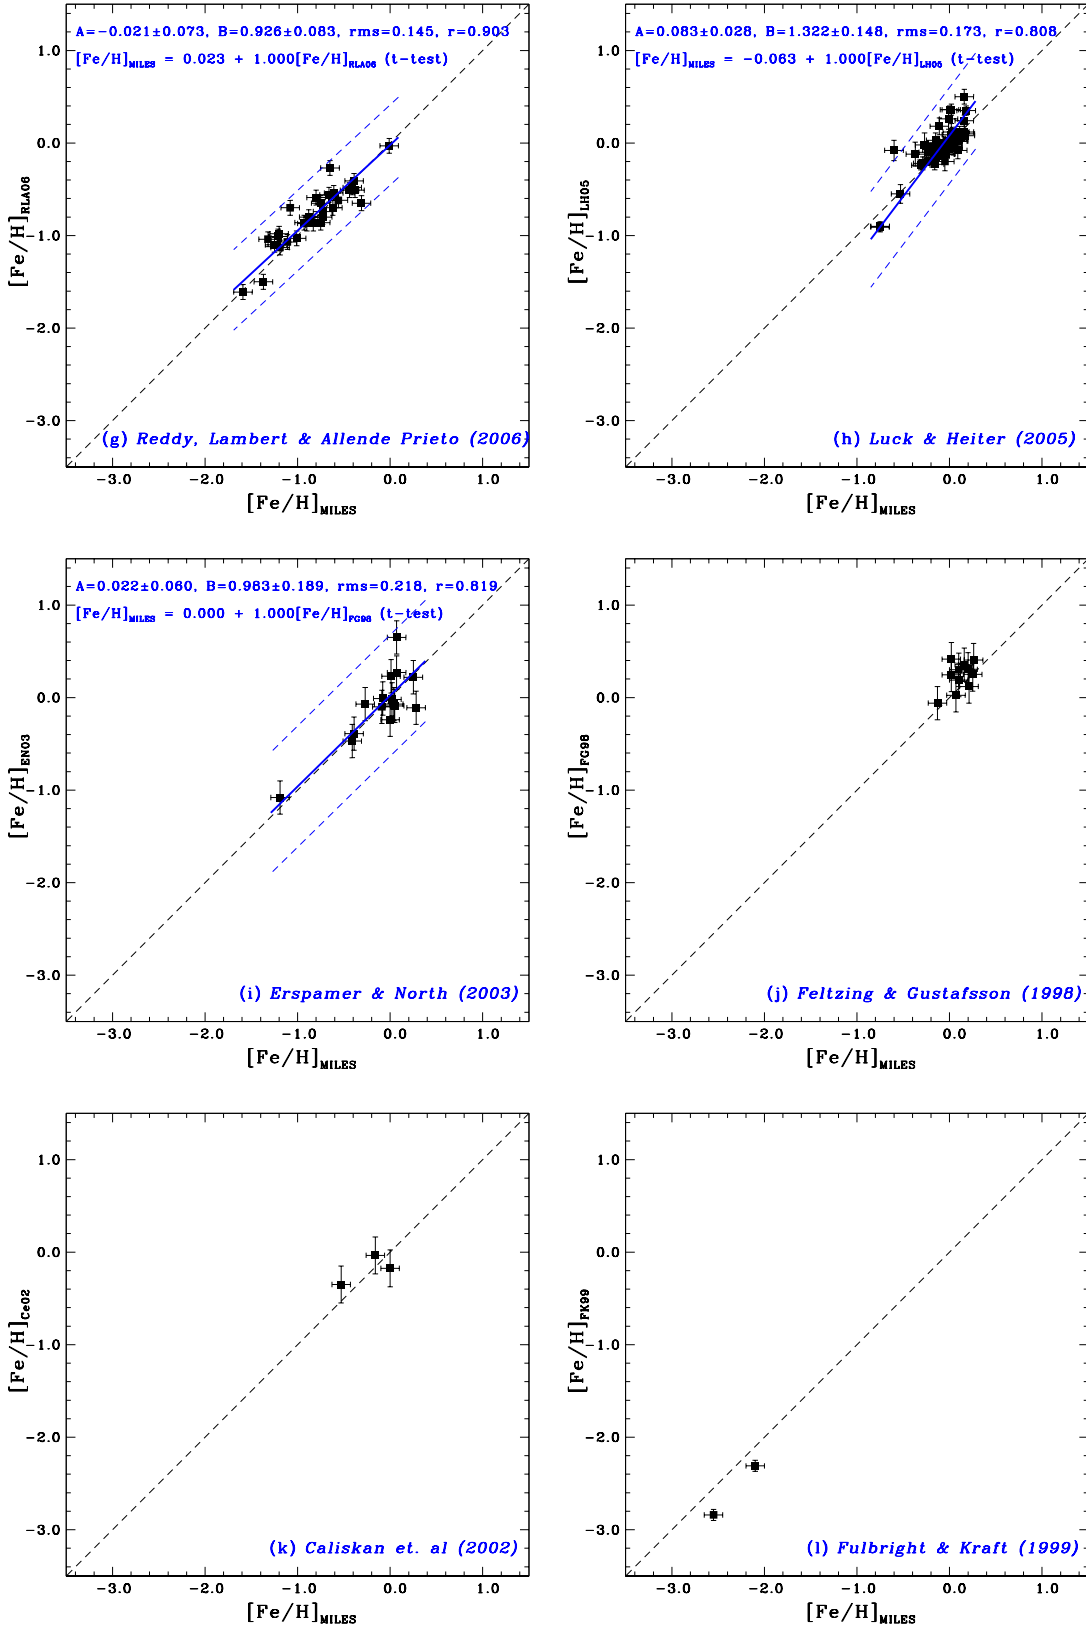 A=−0.021±0.073, B=0.926±0.083, rms=0.145, r=0.903
[Fe/H]MILES = 0.023 + 1.000[Fe/H]RLA06 (t−test)
1.0
0.0
−1.0
−2.0
−3.0
[Fe/H]RLA06
(g) Reddy, Lambert & Allende Prieto (2006)
−3.0 −2.0 −1.0 0.0 1.0
[Fe/H]MILES
A=0.083±0.028, B=1.322±0.148, rms=0.173, r=0.808
[Fe/H]MILES = −0.063 + 1.000[Fe/H]LH05 (t−test)
1.0
0.0
−1.0
−2.0
−3.0
[Fe/H]LH05
(h) Luck & Heiter (2005)
−3.0 −2.0 −1.0 0.0 1.0
[Fe/H]MILES
A=0.022±0.060, B=0.983±0.189, rms=0.218, r=0.819
[Fe/H]MILES = 0.000 + 1.000[Fe/H]FG98 (t−test)
1.0
0.0
−1.0
−2.0
−3.0
[Fe/H]EN03
(i) Erspamer & North (2003)
−3.0 −2.0 −1.0 0.0 1.0
[Fe/H]MILES
1.0
0.0
−1.0
−2.0
−3.0
[Fe/H]FG98
(j) Feltzing & Gustafsson (1998)
−3.0 −2.0 −1.0 0.0 1.0
[Fe/H]MILES
1.0
0.0
−1.0
−2.0
−3.0
[Fe/H]Ce02
(k) Caliskan et. al (2002)
−3.0 −2.0 −1.0 0.0 1.0
[Fe/H]MILES
1.0
0.0
−1.0
−2.0
−3.0
[Fe/H]FK99
(l) Fulbright & Kraft (1999)
−3.0 −2.0 −1.0 0.0 1.0
[Fe/H]MILES